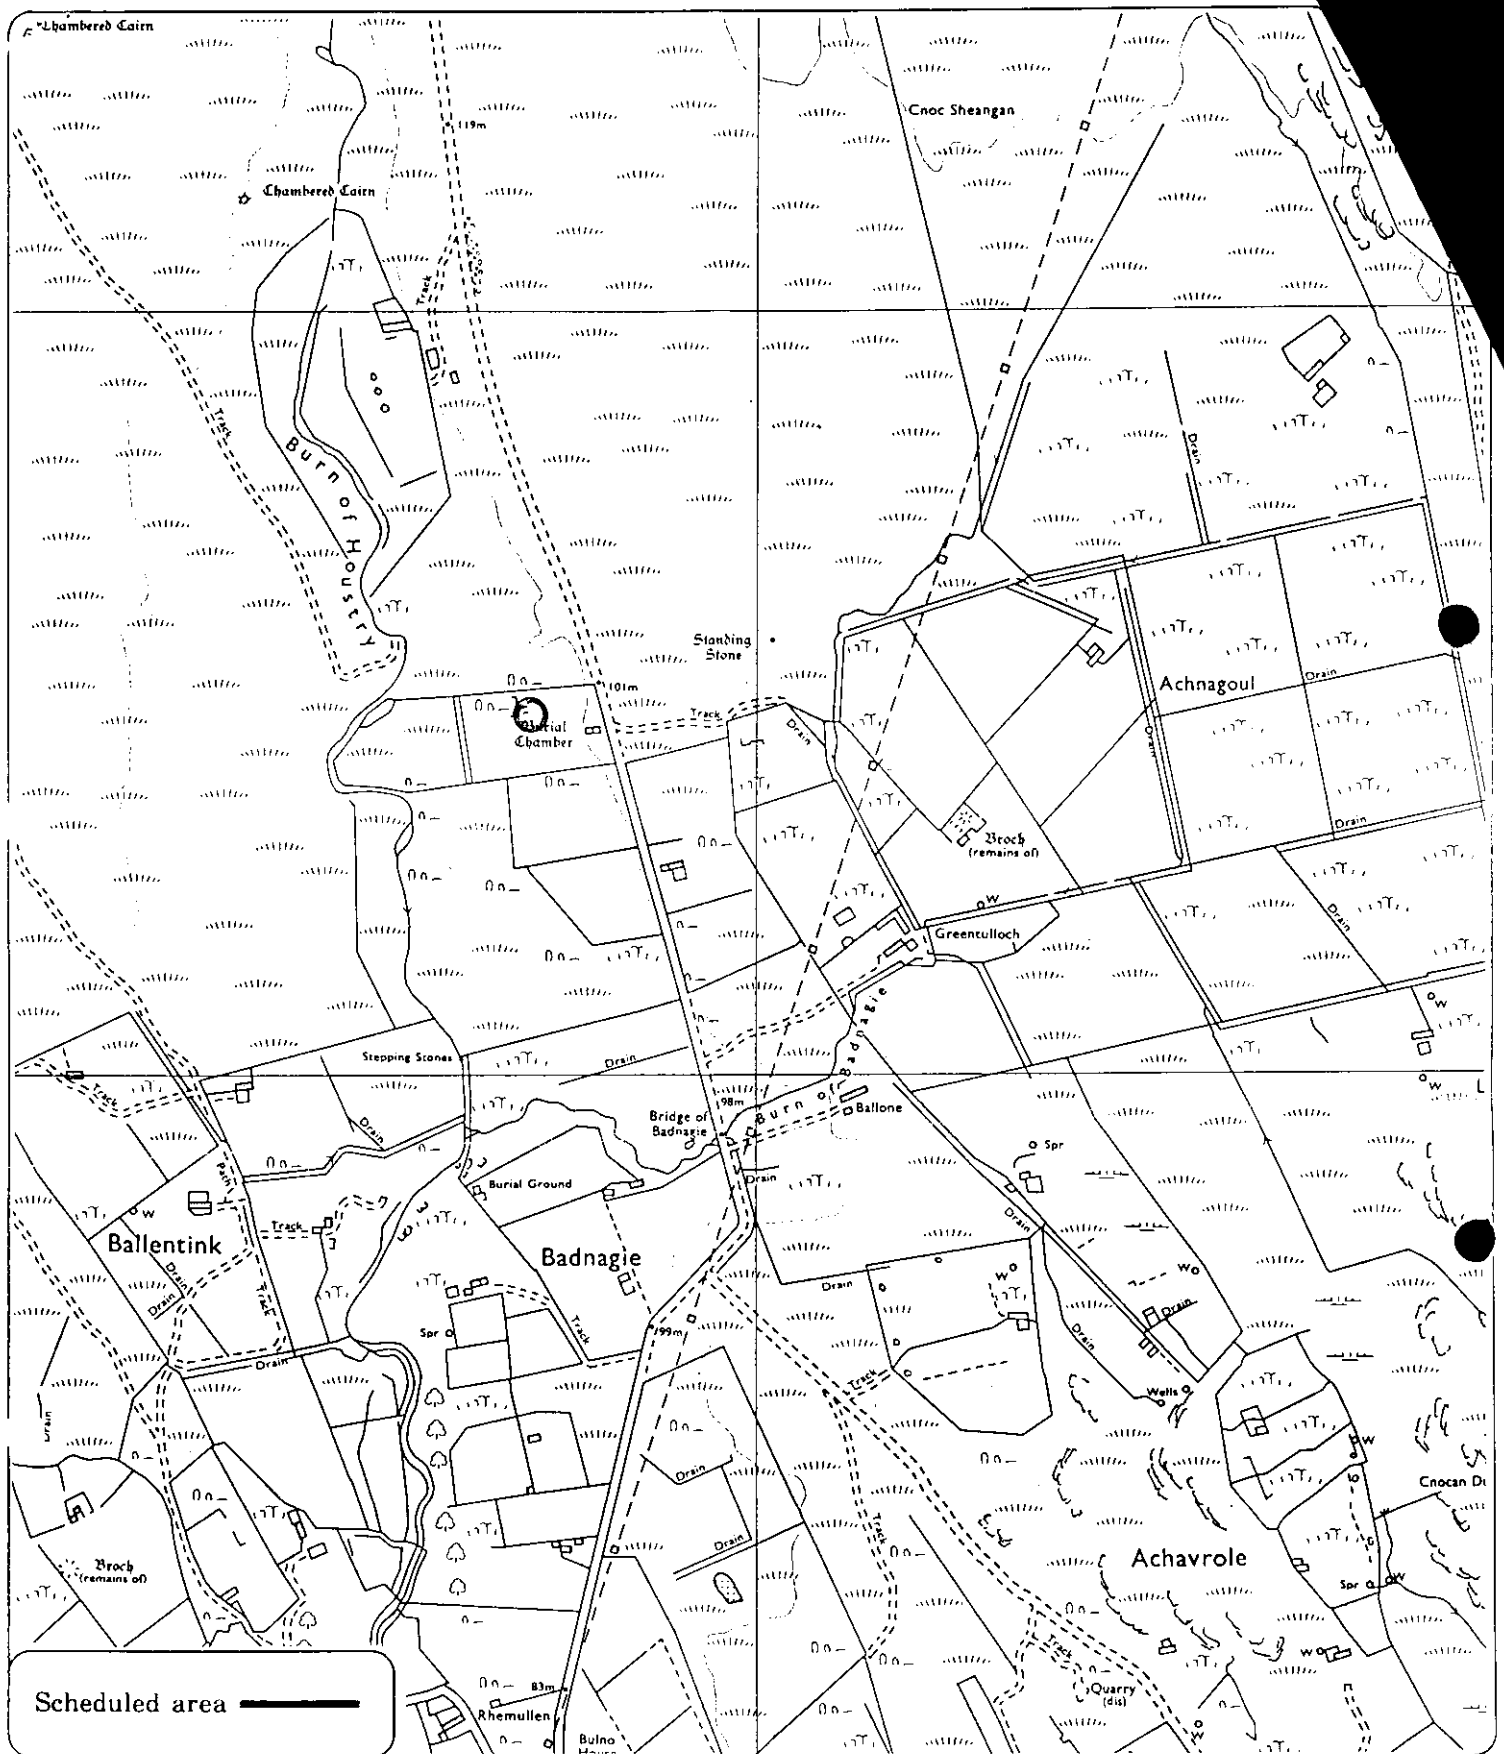 Chambered Cairn
Cnoc Sheangan
119m
Chambered Cairn
Track
Track
Burn of Houstry
Drain
Standing
Stone
Achnagoul
Drain
101m
Track
Burial
Chamber
Drain
Drain
Drain
Broch
(remains of)
W
Drain
Greentulloch
W
Stepping Stones
Drain
Burn of Badnagie
W
L
Track
98m
Ballone
Bridge of
Badnagie
Drain
Spr
Path
Burial Ground
Drain
W
Track
Drain
Ballentink
Badnagie
Drain
W
W
Drain
Track
Drain
Drain
Drain
Spr
Track
99m
Drain
Drain
Track
Wells
Drain
W
Drain
Cnocan Du
Track
Drain
Broch
(remains of)
Achavrole
Spr
W
Track
W
Quarry
(dis)
83m
Rhemullen
W
Bulno
House
Scheduled area